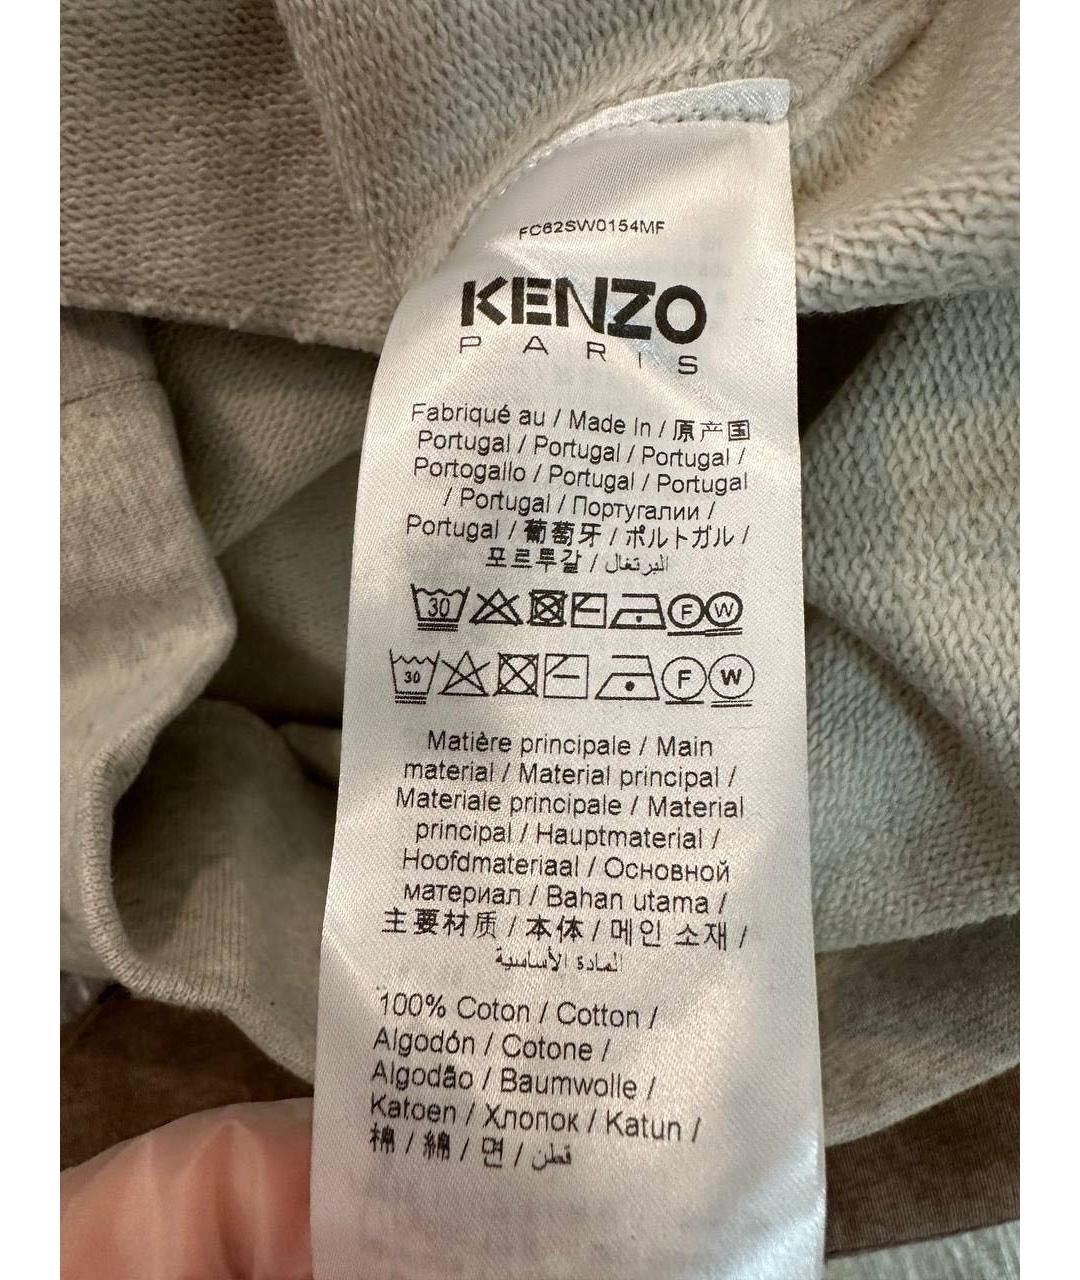 FC62SW0154MF
KENZO
PARIS
Fabriqué au / Made In / 原产国
Portugal / Portugal / Portugal /
Portogallo / Portugal / Portugal
/ Portugal / Португалии /
Portugal / 葡萄牙 / ポルトガル /
포르투갈 / البرتغال
30 F W
30 F W
Matière principale / Main
material / Material principal /
Materiale principale / Material
principal / Hauptmaterial /
Hoofdmateriaal / Основной
материал / Bahan utama /
主要材质 / 本体 / 메인 소재 /
المادة الأساسية
100% Coton / Cotton /
Algodón / Cotone /
Algodão / Baumwolle /
Katoen / Хлопок / Katun /
棉 / 綿 / 면 / قطن